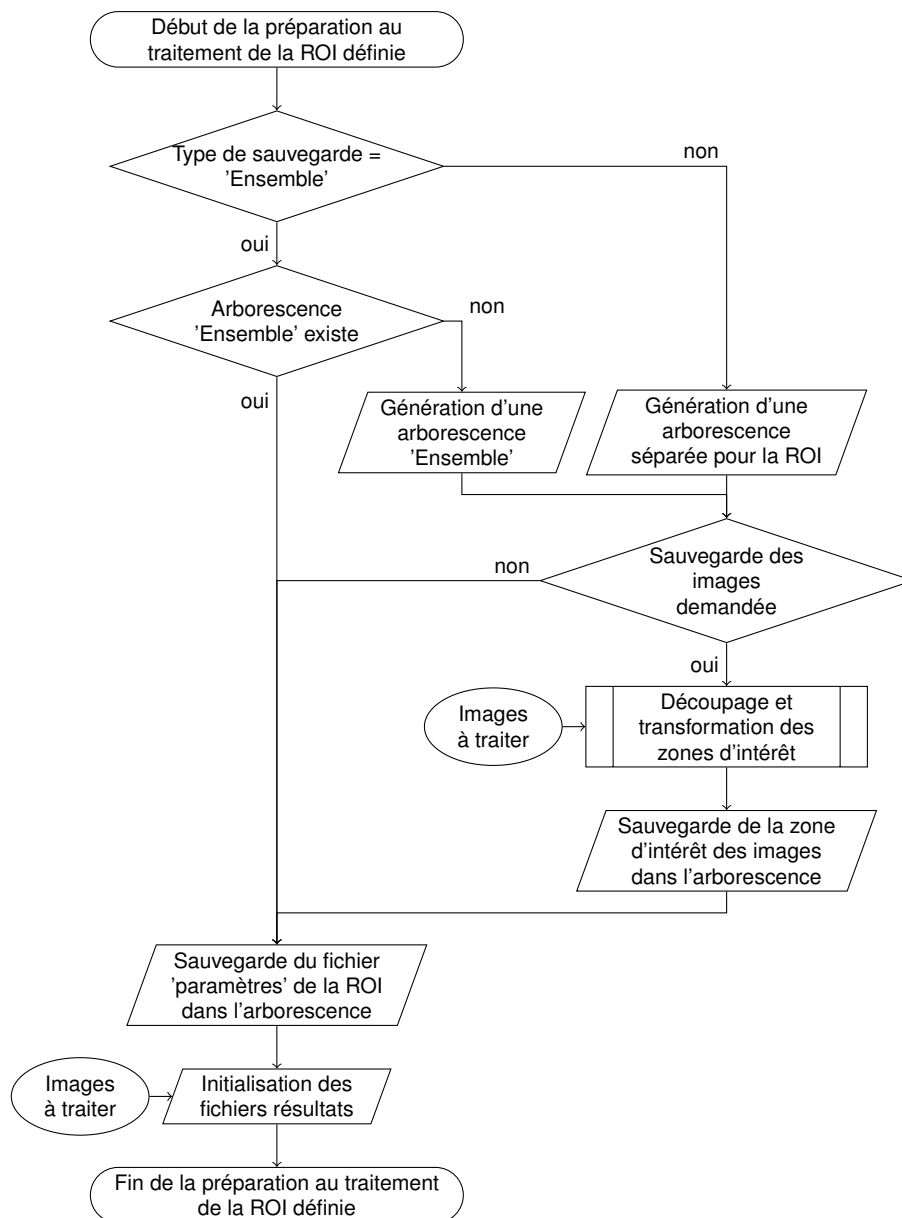 Début de la préparation au
traitement de la ROI définie
Type de sauvegarde =
’Ensemble’
non
oui
Arborescence
’Ensemble’ existe
non
oui
Génération d’une
arborescence
’Ensemble’
Génération d’une
arborescence
séparée pour la ROI
Sauvegarde des
images
demandée
non
oui
Images
à traiter
Découpage et
transformation des
zones d’intérêt
Sauvegarde de la zone
d’intérêt des images
dans l’arborescence
Sauvegarde du fichier
’paramètres’ de la ROI
dans l’arborescence
Images
à traiter
Initialisation des
fichiers résultats
Fin de la préparation au traitement
de la ROI définie